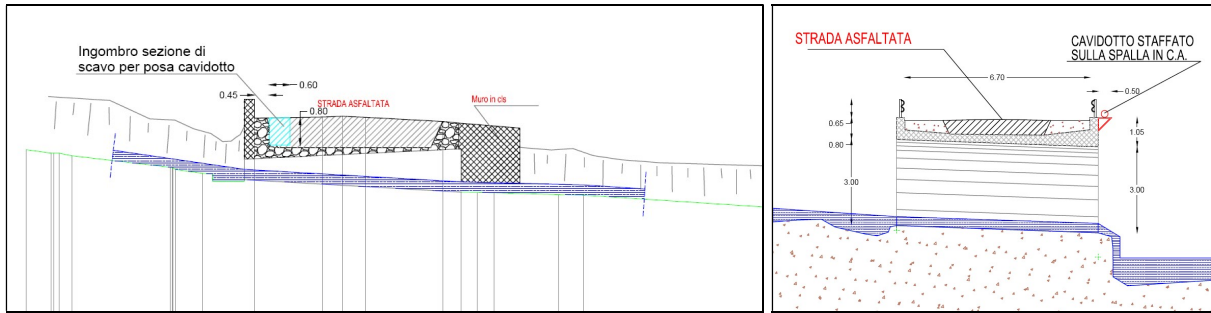 Ingombro sezione di
scavo per posa cavidotto
0.60
0.45
STRADA ASFALTATA
0.80
Muro in cls
STRADA ASFALTATA
CAVIDOTTO STAFFATO
SULLA SPALLA IN C.A.
6.70
0.50
0.65
1.05
0.80
3.00
3.00